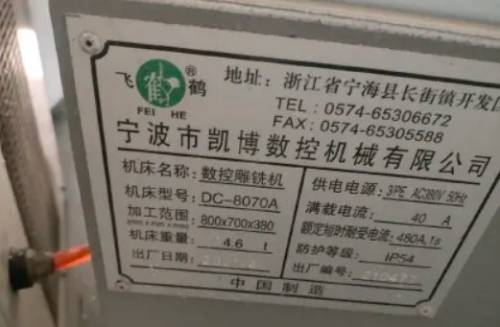 飞鹤®
FEI HE
地址：浙江省宁海县长街镇开发
TEL：0574-65306672
FAX：0574-65305588
宁波市凯博数控机械有限公司
机床名称：数控雕铣机
机床型号：DC-8070A
加工范围：800x700x380
机床重量：4.6 t
出厂日期：
供电电源：3/PE AC380V 50Hz
满载电流：40 A
额定短时耐受电流：480A,1s
防护等级：IP54
出厂编号：
中国制造